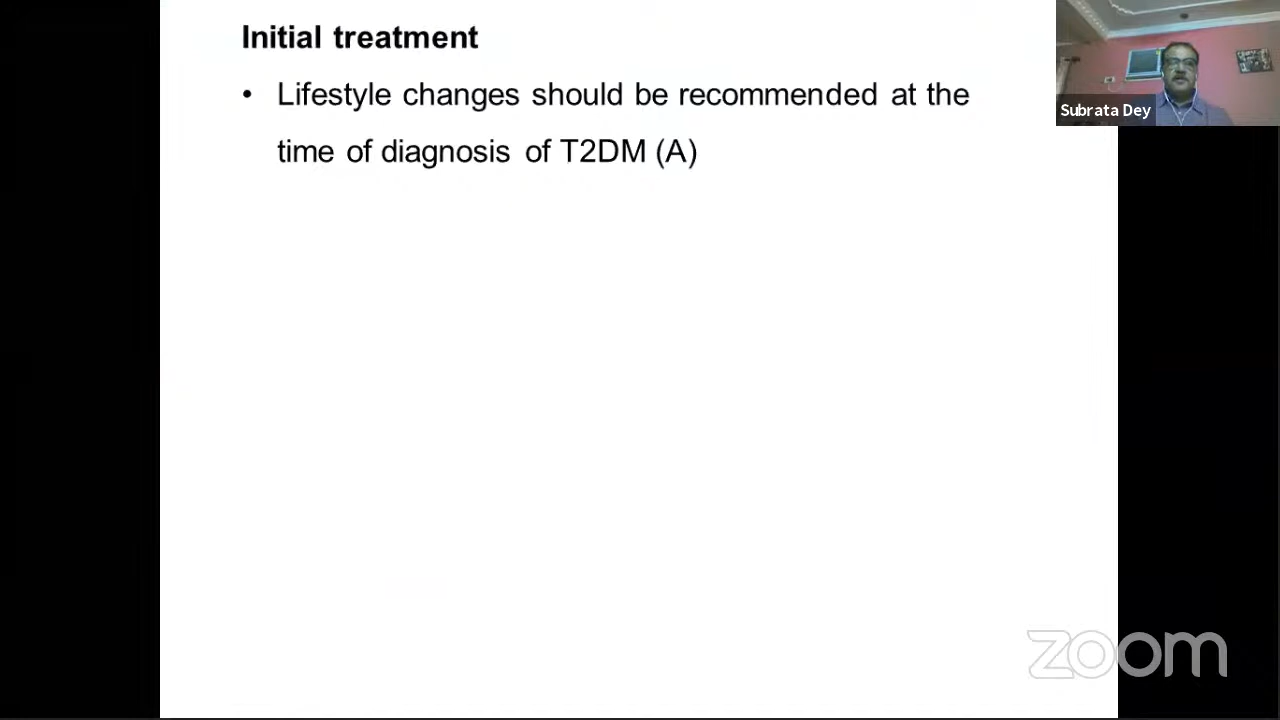 Initial treatment
• Lifestyle changes should be recommended at the
time of diagnosis of T2DM (A)
Subrata Dey
zoom